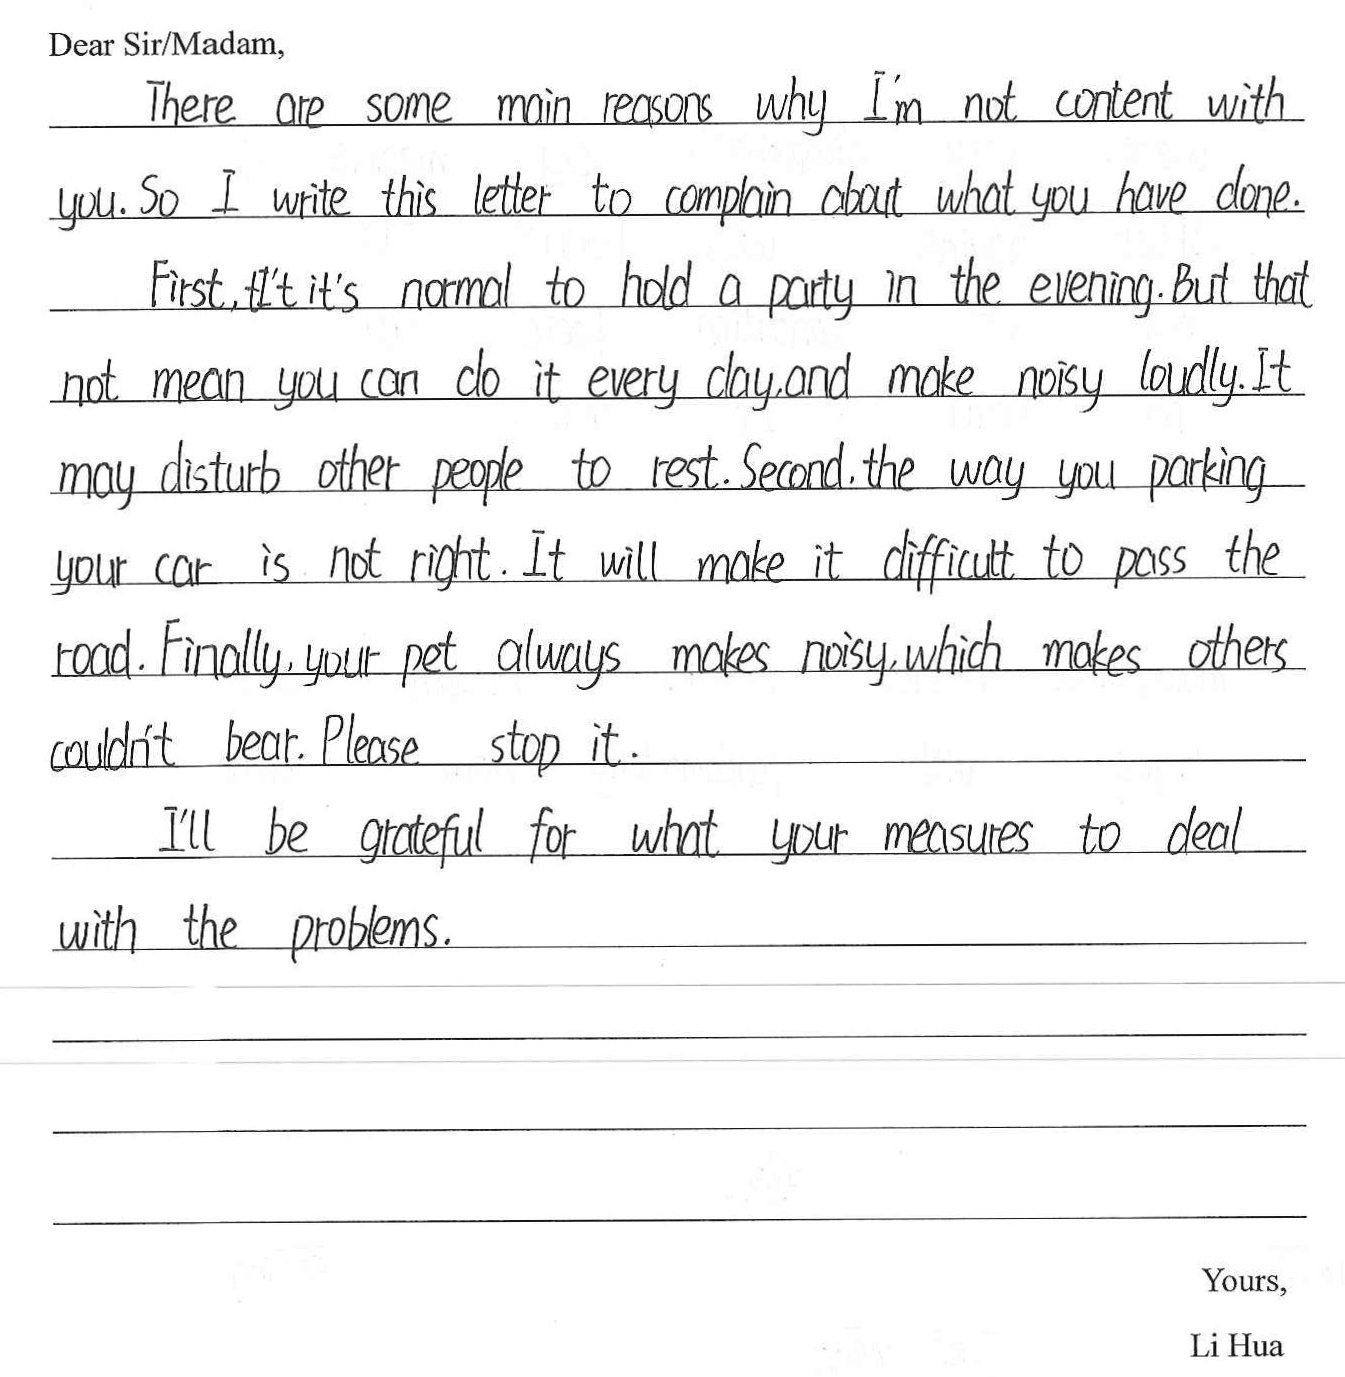 Dear Sir/Madam,
There are some main reasons why I'm not content with
you. So I write this letter to complain about what you have done.
First, it's normal to hold a party in the evening. But that
not mean you can do it every day, and make noisy loudly. It
may disturb other people to rest. Second, the way you parking
your car is not right. It will make it difficult to pass the
road. Finally, your pet always makes noisy, which makes others
couldn't bear. Please stop it.
I'll be grateful for what your measures to deal
with the problems.
Yours,
Li Hua